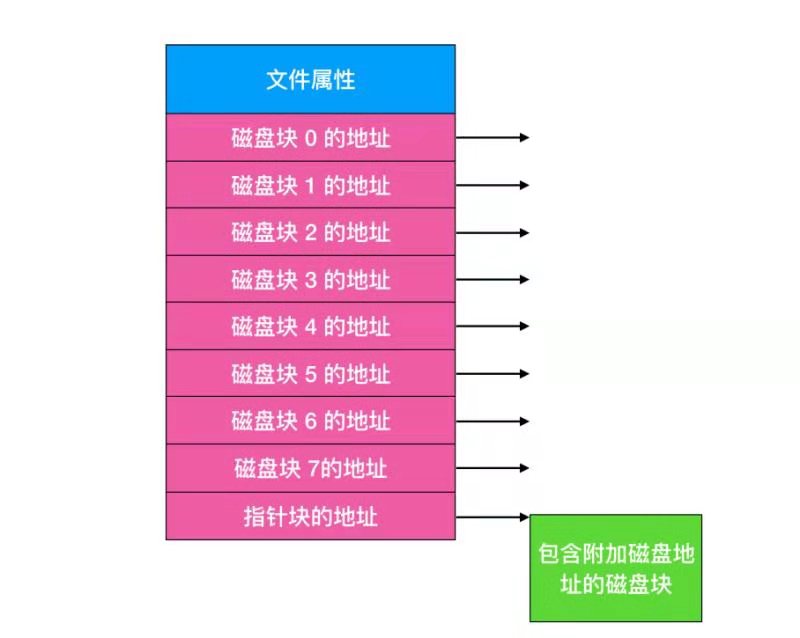 文件属性
磁盘块 0 的地址
磁盘块 1 的地址
磁盘块 2 的地址
磁盘块 3 的地址
磁盘块 4 的地址
磁盘块 5 的地址
磁盘块 6 的地址
磁盘块 7的地址
指针块的地址
包含附加磁盘地
址的磁盘块